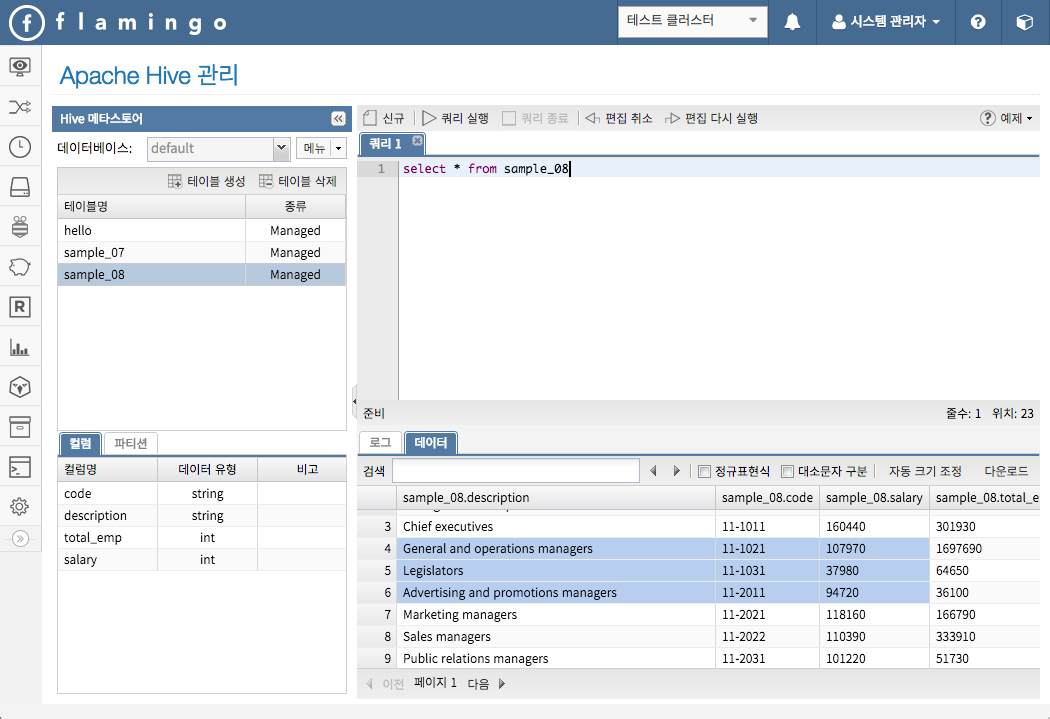 flamingo
테스트 클러스터
시스템 관리자
Apache Hive 관리
Hive 메타스토어
데이터베이스: default 메뉴
테이블 생성 테이블 삭제
테이블명 종류
hello Managed
sample_07 Managed
sample_08 Managed
컬럼 파티션
컬럼명 데이터 유형 비고
code string
description string
total_emp int
salary int
신규 쿼리 실행 쿼리 종료 편집 취소 편집 다시 실행 예제
쿼리 1
1 select * from sample_08
준비 줄수: 1 위치: 23
로그 데이터
검색 정규표현식 대소문자 구분 자동 크기 조정 다운로드
sample_08.description sample_08.code sample_08.salary sample_08.total_e
3 Chief executives 11-1011 160440 301930
4 General and operations managers 11-1021 107970 1697690
5 Legislators 11-1031 37980 64650
6 Advertising and promotions managers 11-2011 94720 36100
7 Marketing managers 11-2021 118160 166790
8 Sales managers 11-2022 110390 333910
9 Public relations managers 11-2031 101220 51730
이전 페이지 1 다음